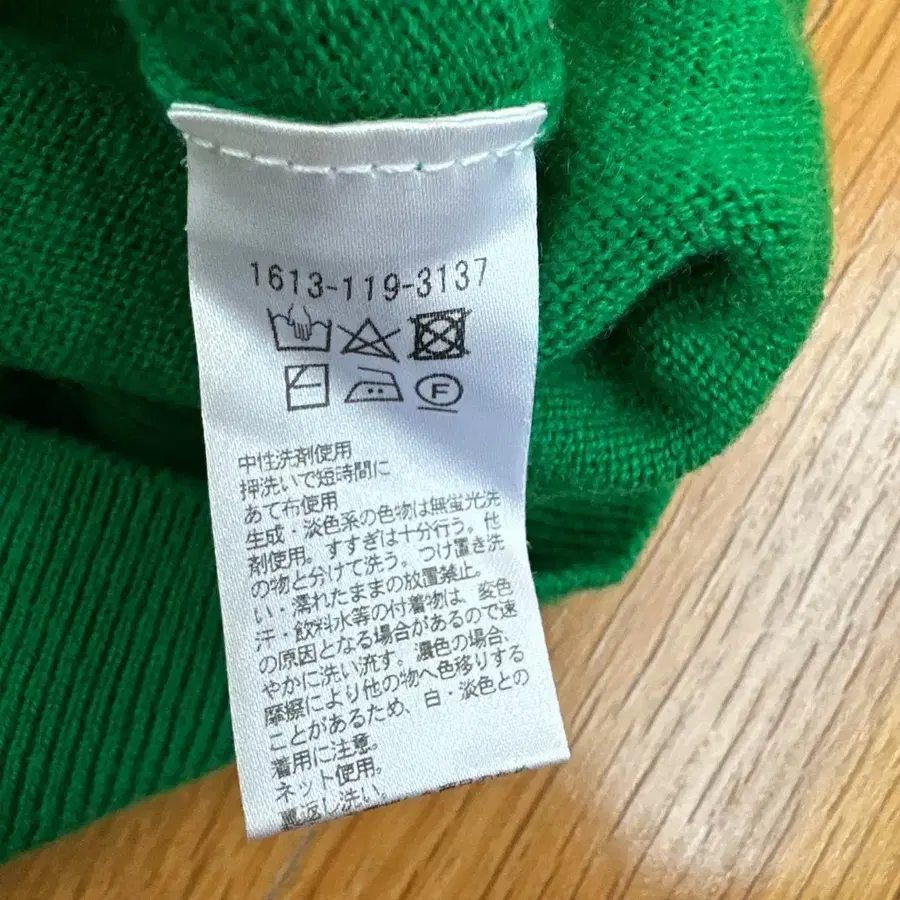 1613-119-3137
F
中性洗剤使用
押洗いで短時間に
あて布使用
生成・淡色系の色物は無蛍光洗
剤使用。すすぎは十分行う。他
の物と分けて洗う。つけ置き洗
い・濡れたままの放置禁止。
汗・飲料水等の付着物は、変色
の原因となる場合があるので速
やかに洗い流す。濃色の場合、
摩擦により他の物へ色移りする
ことがあるため、白・淡色との
着用に注意。
ネット使用。
裏返し洗い。